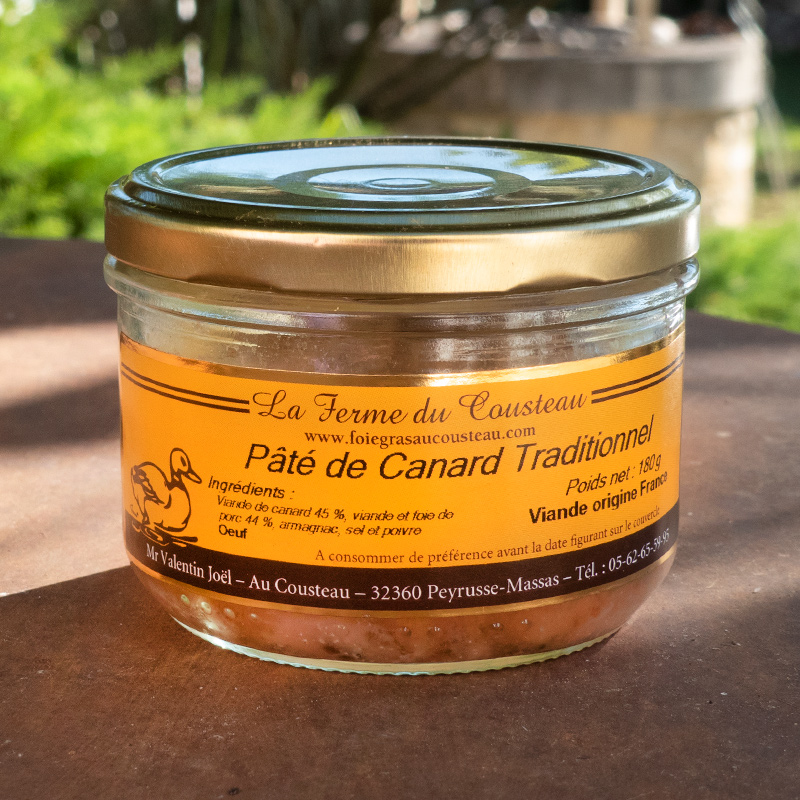 La Ferme du Cousteau
www.foiegrasaucousteau.com
Pâté de Canard Traditionnel
Poids net : 180 g
Viande origine France
Ingrédients :
Viande de canard 45 %, viande et foie de
porc 44 %, armagnac, sel et poivre
Oeuf
A consommer de préférence avant la date figurant sur le couvercle
Mr Valentin Joël – Au Cousteau – 32360 Peyrusse-Massas – Tél. : 05-62-65-59-95